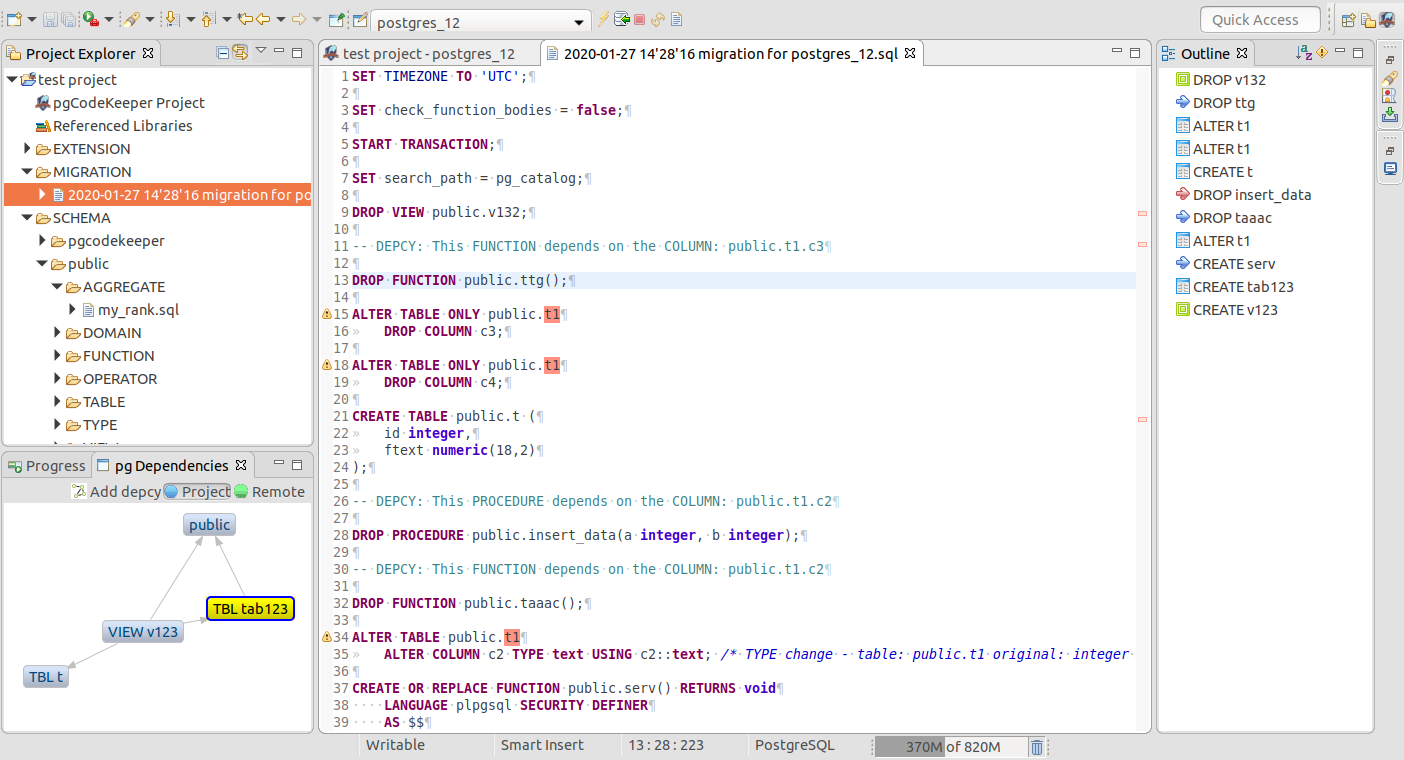 postgres_12
Quick Access
Project Explorer
test project
pgCodeKeeper Project
Referenced Libraries
EXTENSION
MIGRATION
2020-01-27 14'28'16 migration for po
SCHEMA
pgcodekeeper
public
AGGREGATE
my_rank.sql
DOMAIN
FUNCTION
OPERATOR
TABLE
TYPE
Progress
pg Dependencies
Add depcy Project Remote
public
TBL tab123
VIEW v123
TBL t
test project - postgres_12
2020-01-27 14'28'16 migration for postgres_12.sql
1 SET TIMEZONE TO 'UTC';¶
2 ¶
3 SET check_function_bodies = false;¶
4 ¶
5 START TRANSACTION;¶
6 ¶
7 SET search_path = pg_catalog;¶
8 ¶
9 DROP VIEW public.v132;¶
10 ¶
11 -- DEPCY: This FUNCTION depends on the COLUMN: public.t1.c3¶
12 ¶
13 DROP FUNCTION public.ttg();¶
14 ¶
15 ALTER TABLE ONLY public.t1¶
16 » DROP COLUMN c3;¶
17 ¶
18 ALTER TABLE ONLY public.t1¶
19 » DROP COLUMN c4;¶
20 ¶
21 CREATE TABLE public.t (¶
22 » id integer,¶
23 » ftext numeric(18,2)¶
24 );¶
25 ¶
26 -- DEPCY: This PROCEDURE depends on the COLUMN: public.t1.c2¶
27 ¶
28 DROP PROCEDURE public.insert_data(a integer, b integer);¶
29 ¶
30 -- DEPCY: This FUNCTION depends on the COLUMN: public.t1.c2¶
31 ¶
32 DROP FUNCTION public.taaac();¶
33 ¶
34 ALTER TABLE public.t1¶
35 » ALTER COLUMN c2 TYPE text USING c2::text; /* TYPE change - table: public.t1 original: integer
36 ¶
37 CREATE OR REPLACE FUNCTION public.serv() RETURNS void¶
38 ····LANGUAGE plpgsql SECURITY DEFINER¶
39 ····AS $$¶
Outline
DROP v132
DROP ttg
ALTER t1
ALTER t1
CREATE t
DROP insert_data
DROP taaac
ALTER t1
CREATE serv
CREATE tab123
CREATE v123
Writable
Smart Insert
13 : 28 : 223
PostgreSQL
370M of 820M